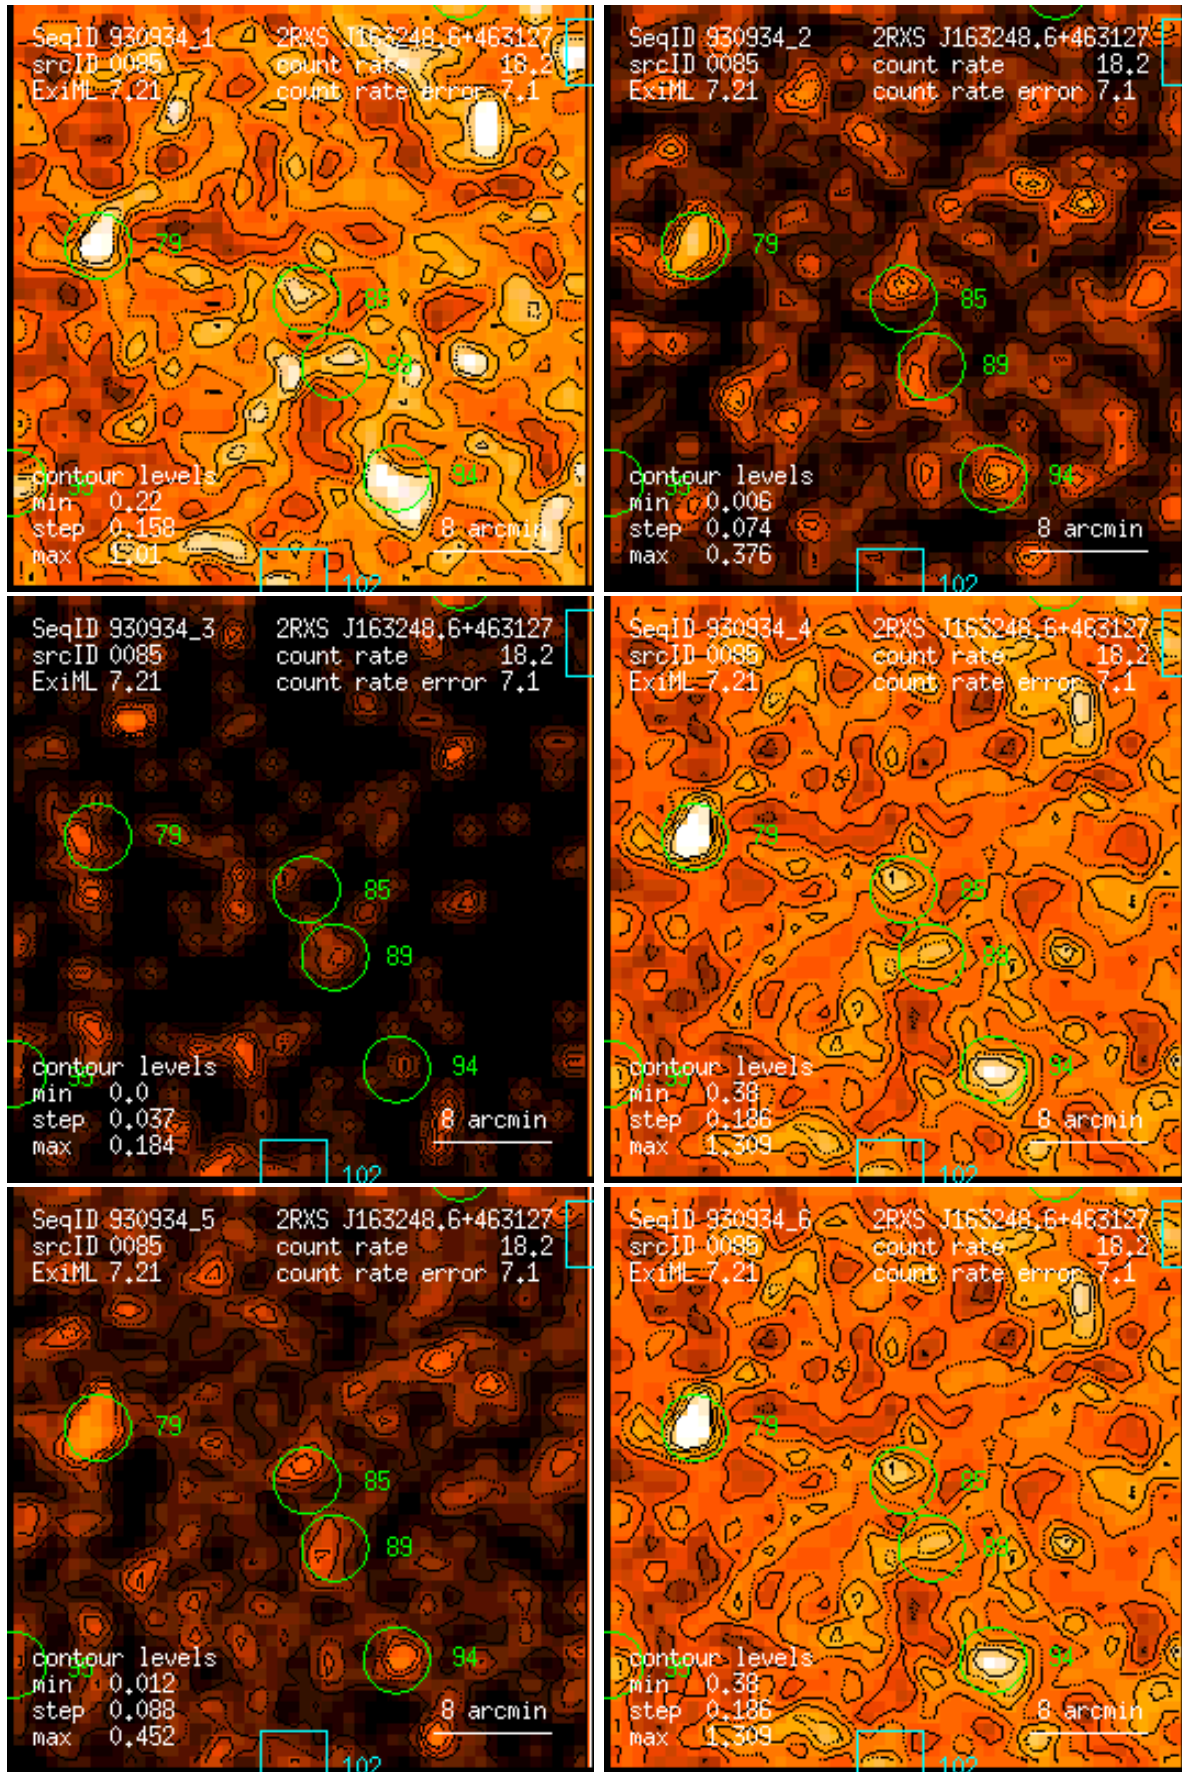 SeqID 930934_1 2RXS J163248.6+463127
srcID 0085 count rate 18.2
ExiML 7.21 count rate error 7.1
79
85
89
94
99
contour levels
min 0.22
step 0.158
max 1.01
8 arcmin
102
SeqID 930934_2 2RXS J163248.6+463127
srcID 0085 count rate 18.2
ExiML 7.21 count rate error 7.1
79
85
89
94
99
contour levels
min 0.006
step 0.074
max 0.376
8 arcmin
102
SeqID 930934_3 2RXS J163248.6+463127
srcID 0085 count rate 18.2
ExiML 7.21 count rate error 7.1
79
85
89
94
99
contour levels
min 0.0
step 0.037
max 0.184
8 arcmin
102
SeqID 930934_4 2RXS J163248.6+463127
srcID 0085 count rate 18.2
ExiML 7.21 count rate error 7.1
79
85
89
94
99
contour levels
min 0.38
step 0.186
max 1.309
8 arcmin
102
SeqID 930934_5 2RXS J163248.6+463127
srcID 0085 count rate 18.2
ExiML 7.21 count rate error 7.1
79
85
89
94
99
contour levels
min 0.012
step 0.088
max 0.452
8 arcmin
102
SeqID 930934_6 2RXS J163248.6+463127
srcID 0085 count rate 18.2
ExiML 7.21 count rate error 7.1
79
85
89
94
99
contour levels
min 0.38
step 0.186
max 1.309
8 arcmin
102